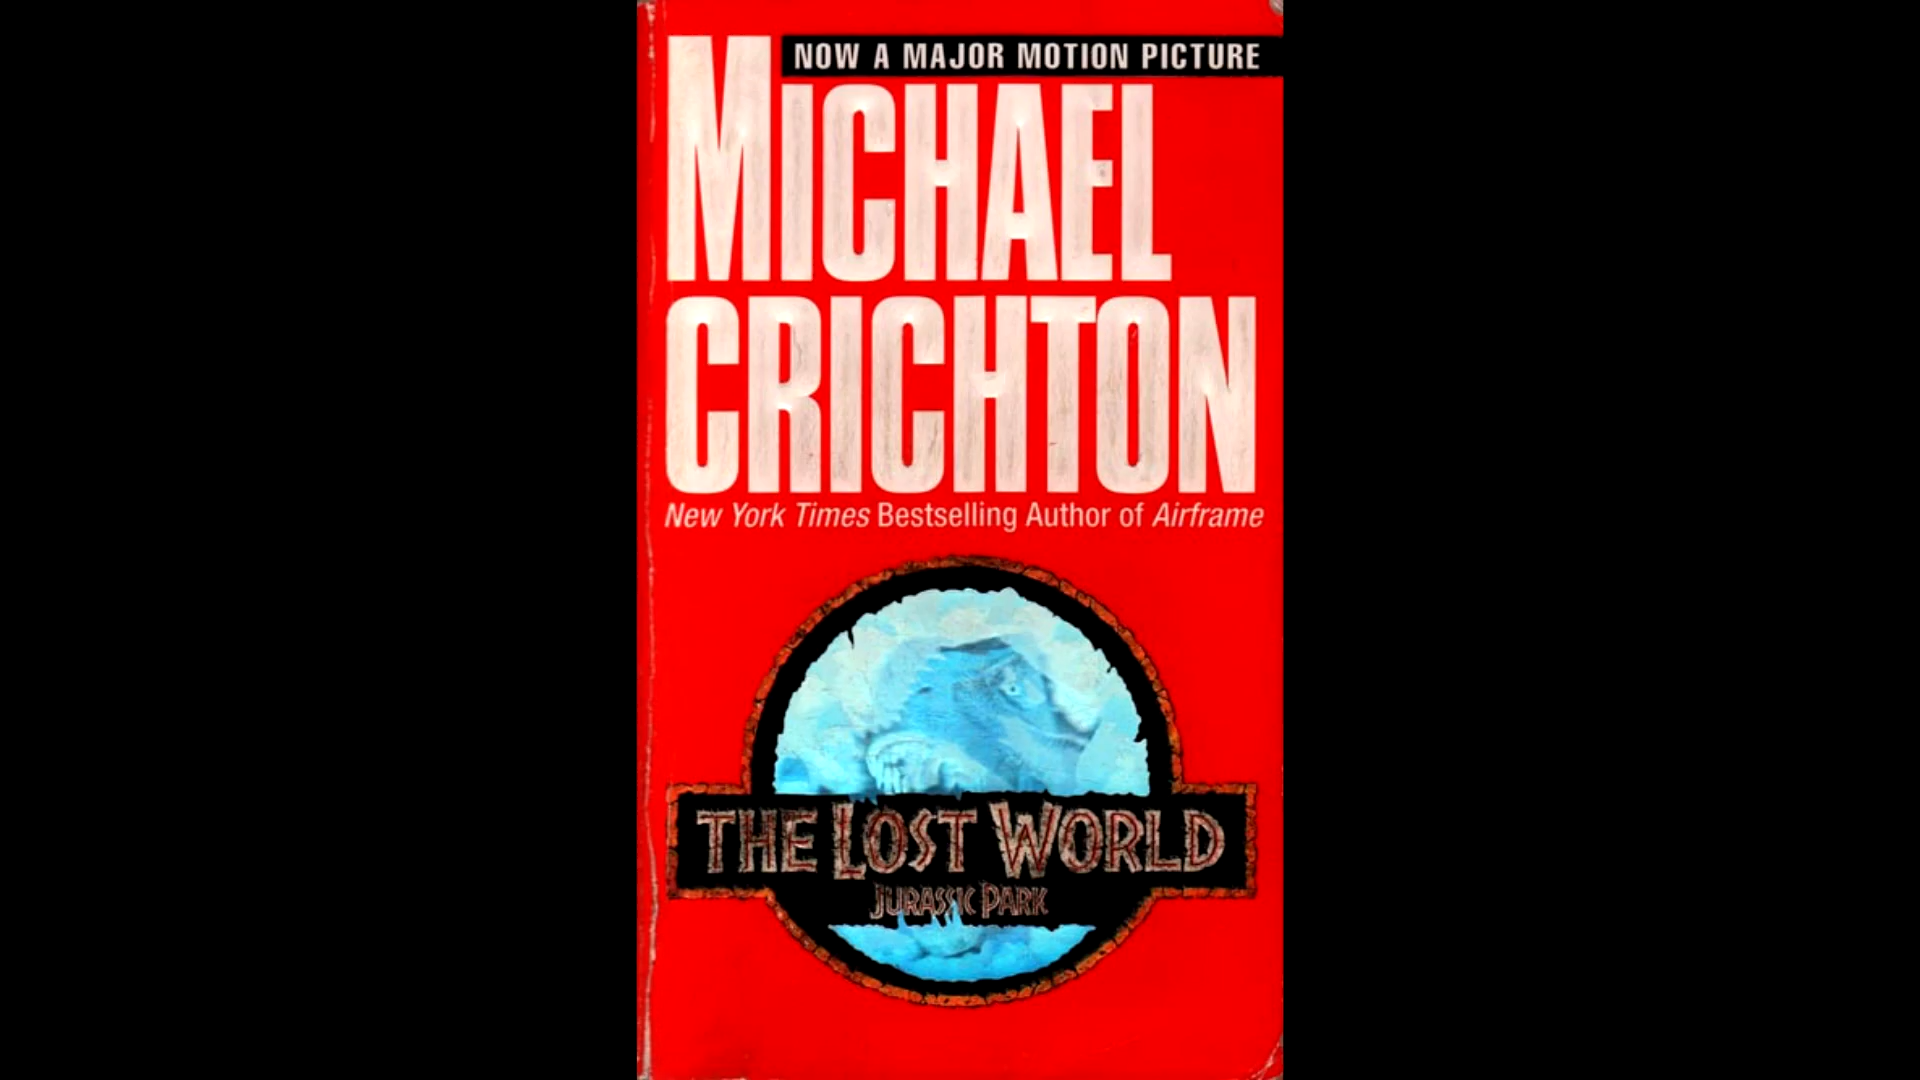 NOW A MAJOR MOTION PICTURE
MICHAEL
CRICHTON
New York Times Bestselling Author of Airframe
THE LOST WORLD
JURASSIC PARK